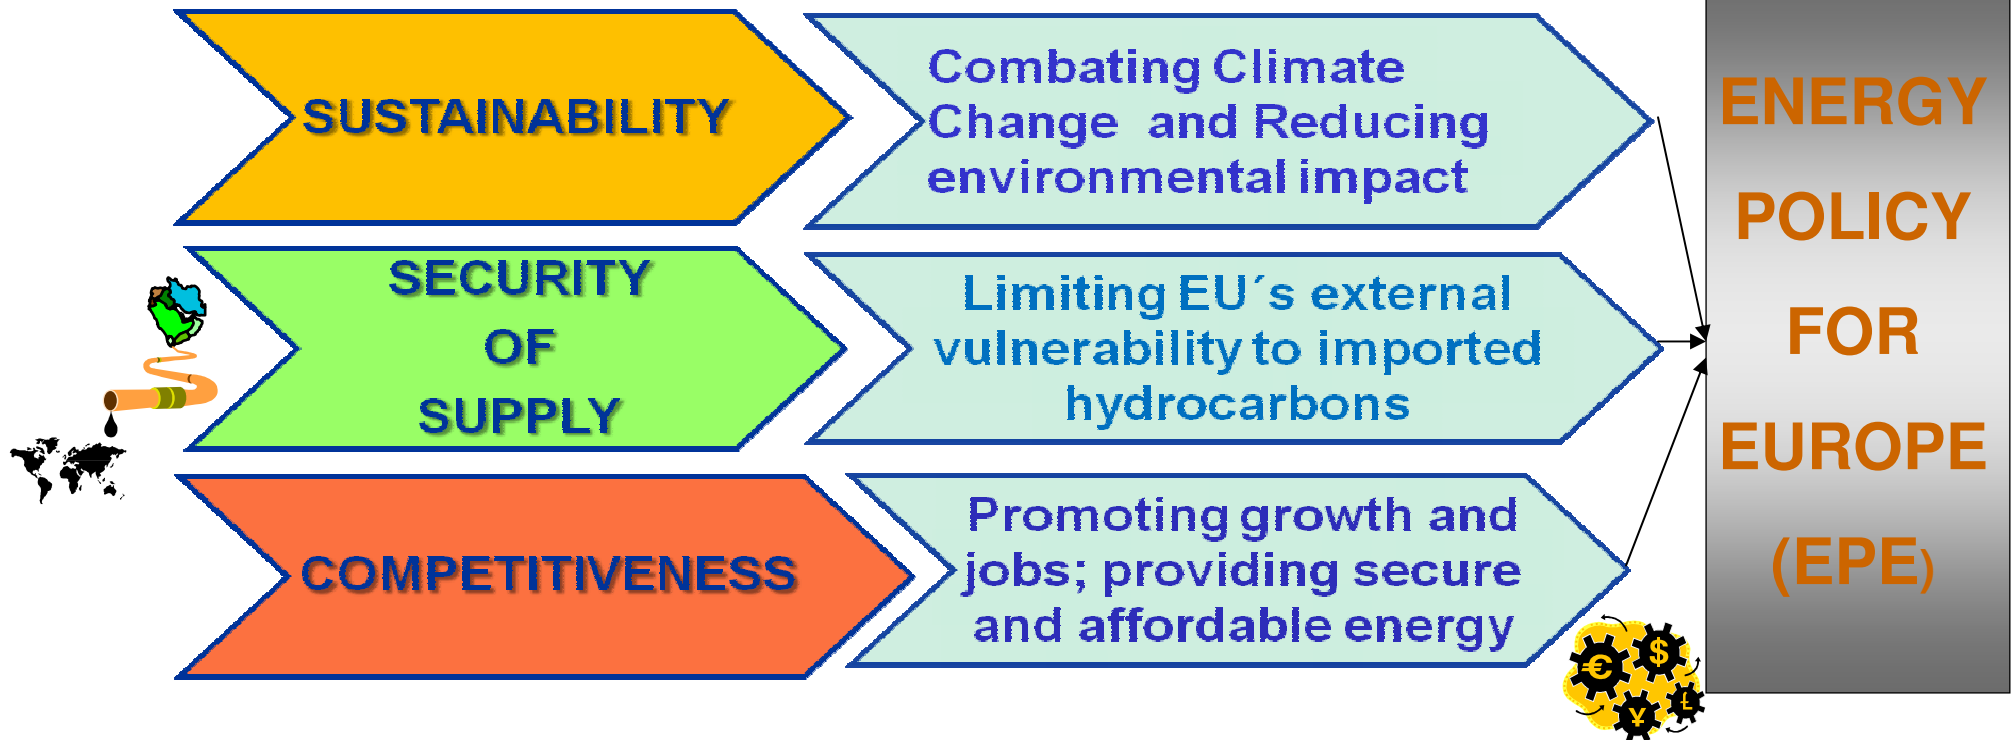 SUSTAINABILITY
Combating Climate
Change and Reducing
environmental impact
SECURITY
OF
SUPPLY
Limiting EU´s external
vulnerability to imported
hydrocarbons
COMPETITIVENESS
Promoting growth and
jobs; providing secure
and affordable energy
€
$
¥
£
ENERGY
POLICY
FOR
EUROPE
(EPE)